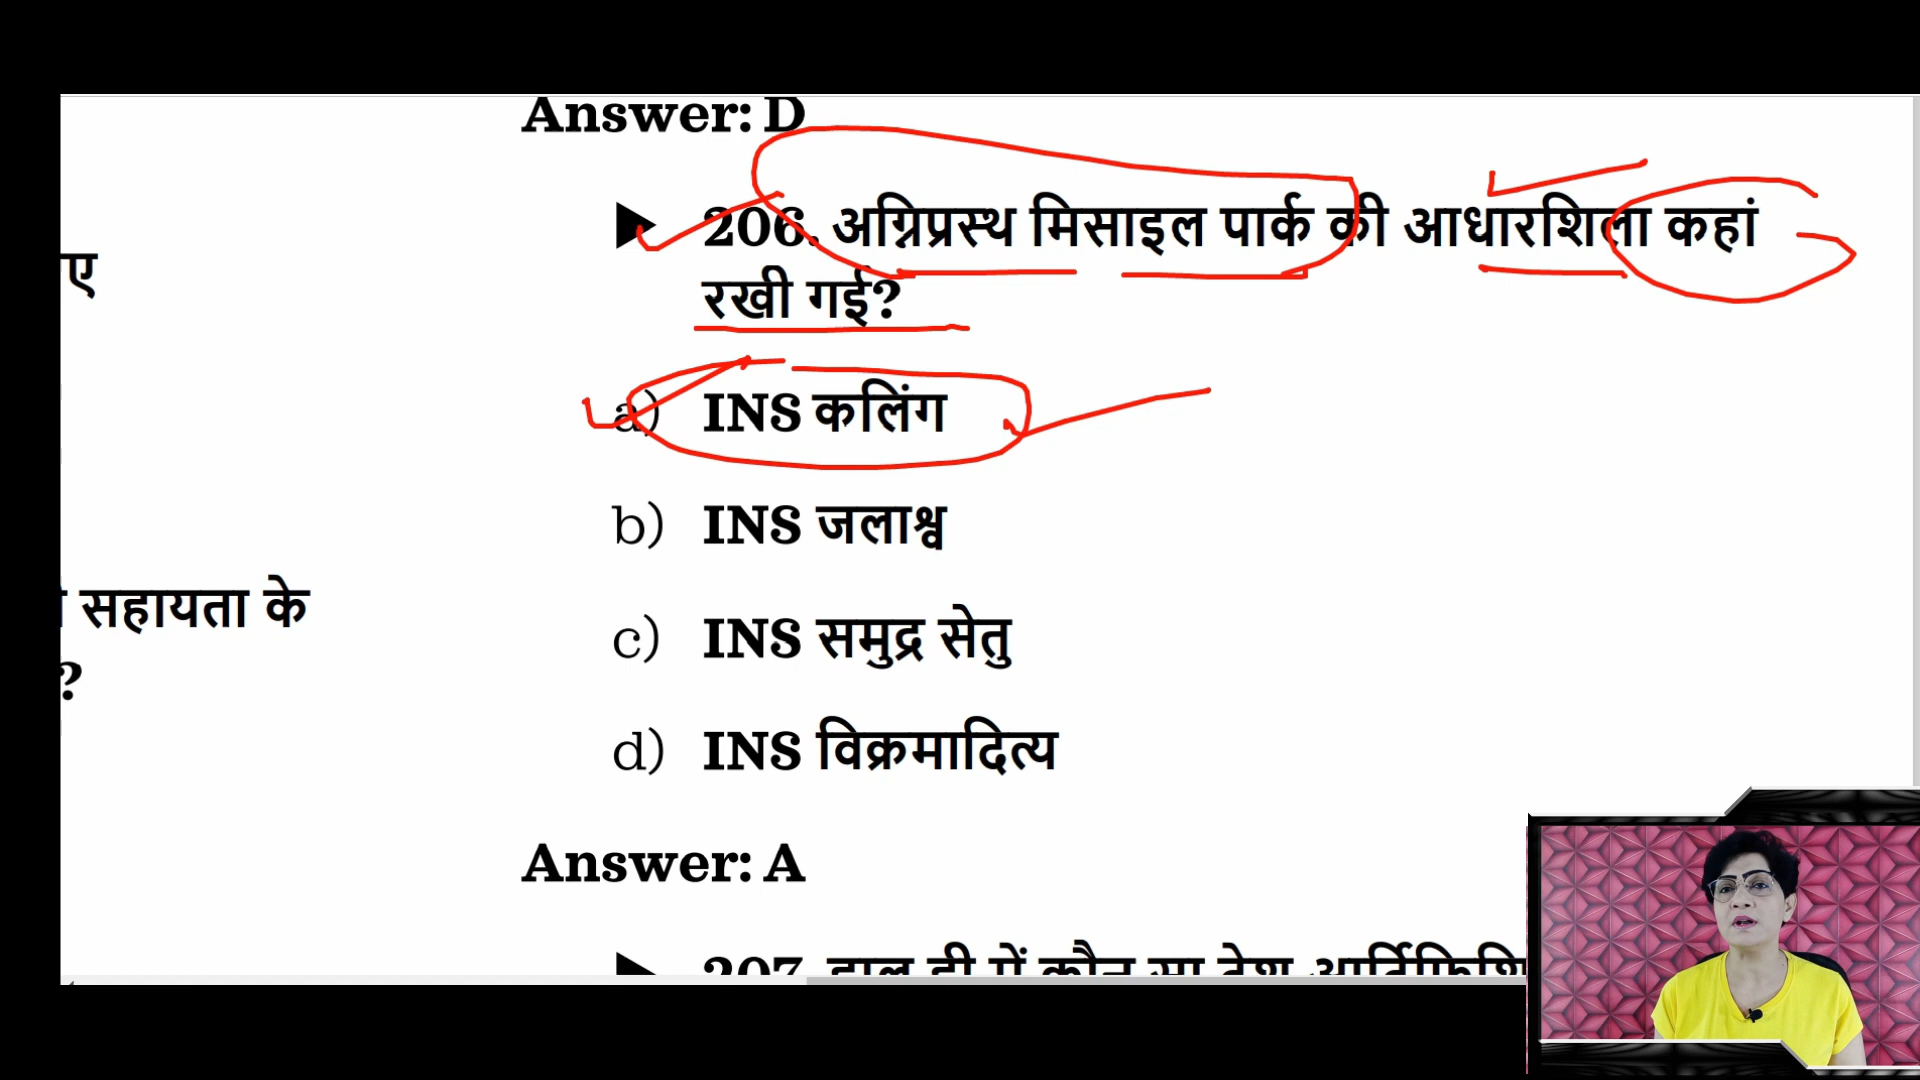 Answer: D
206. अग्निप्रस्थ मिसाइल पार्क की आधारशिला कहां
रखी गई?
a) INS कलिंग
b) INS जलाश्व
c) INS समुद्र सेतु
d) INS विक्रमादित्य
Answer: A
207. हाल ही में कौन सा देश
ए
सहायता के
?